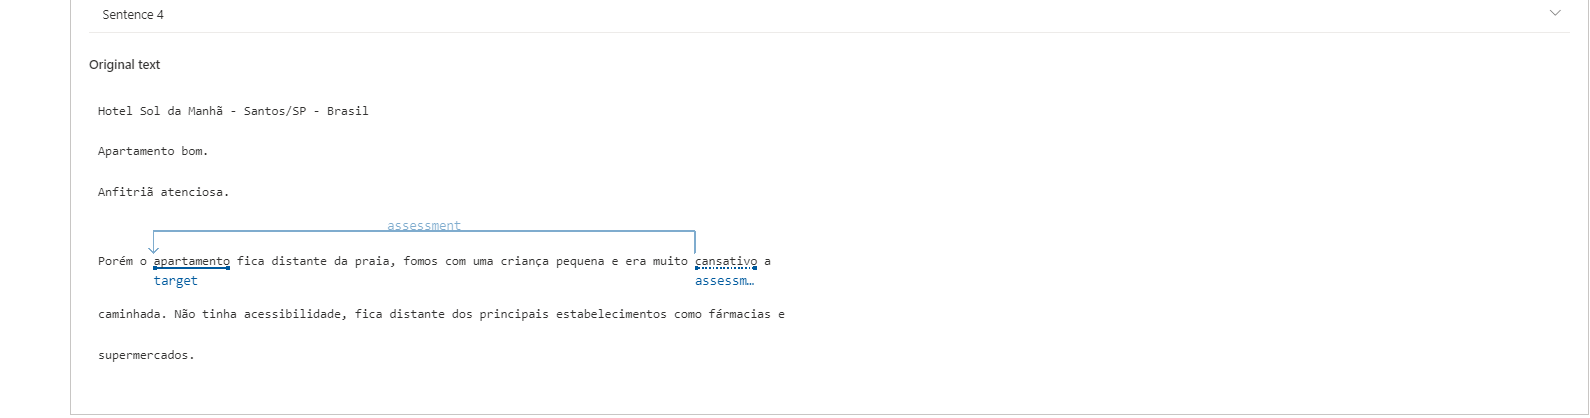 Sentence 4
Original text
Hotel Sol da Manhã - Santos/SP - Brasil
Apartamento bom.
Anfitriã atenciosa.
assessment
Porém o apartamento fica distante da praia, fomos com uma criança pequena e era muito cansativo a
target assessm…
caminhada. Não tinha acessibilidade, fica distante dos principais estabelecimentos como fármacias e
supermercados.